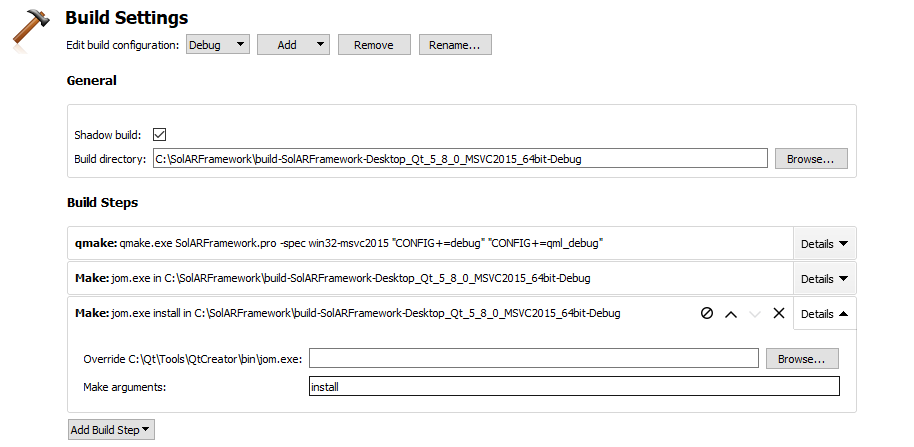 Build Settings
Edit build configuration: Debug Add Remove Rename...
General
Shadow build:
Build directory: C:\SolARFramework\build-SolARFramework-Desktop_Qt_5_8_0_MSVC2015_64bit-Debug Browse...
Build Steps
qmake: qmake.exe SolARFramework.pro -spec win32-msvc2015 "CONFIG+=debug" "CONFIG+=qml_debug" Details
Make: jom.exe in C:\SolARFramework\build-SolARFramework-Desktop_Qt_5_8_0_MSVC2015_64bit-Debug Details
Make: jom.exe install in C:\SolARFramework\build-SolARFramework-Desktop_Qt_5_8_0_MSVC2015_64bit-Debug Details
Override C:\Qt\Tools\QtCreator\bin\jom.exe: Browse...
Make arguments: install
Add Build Step